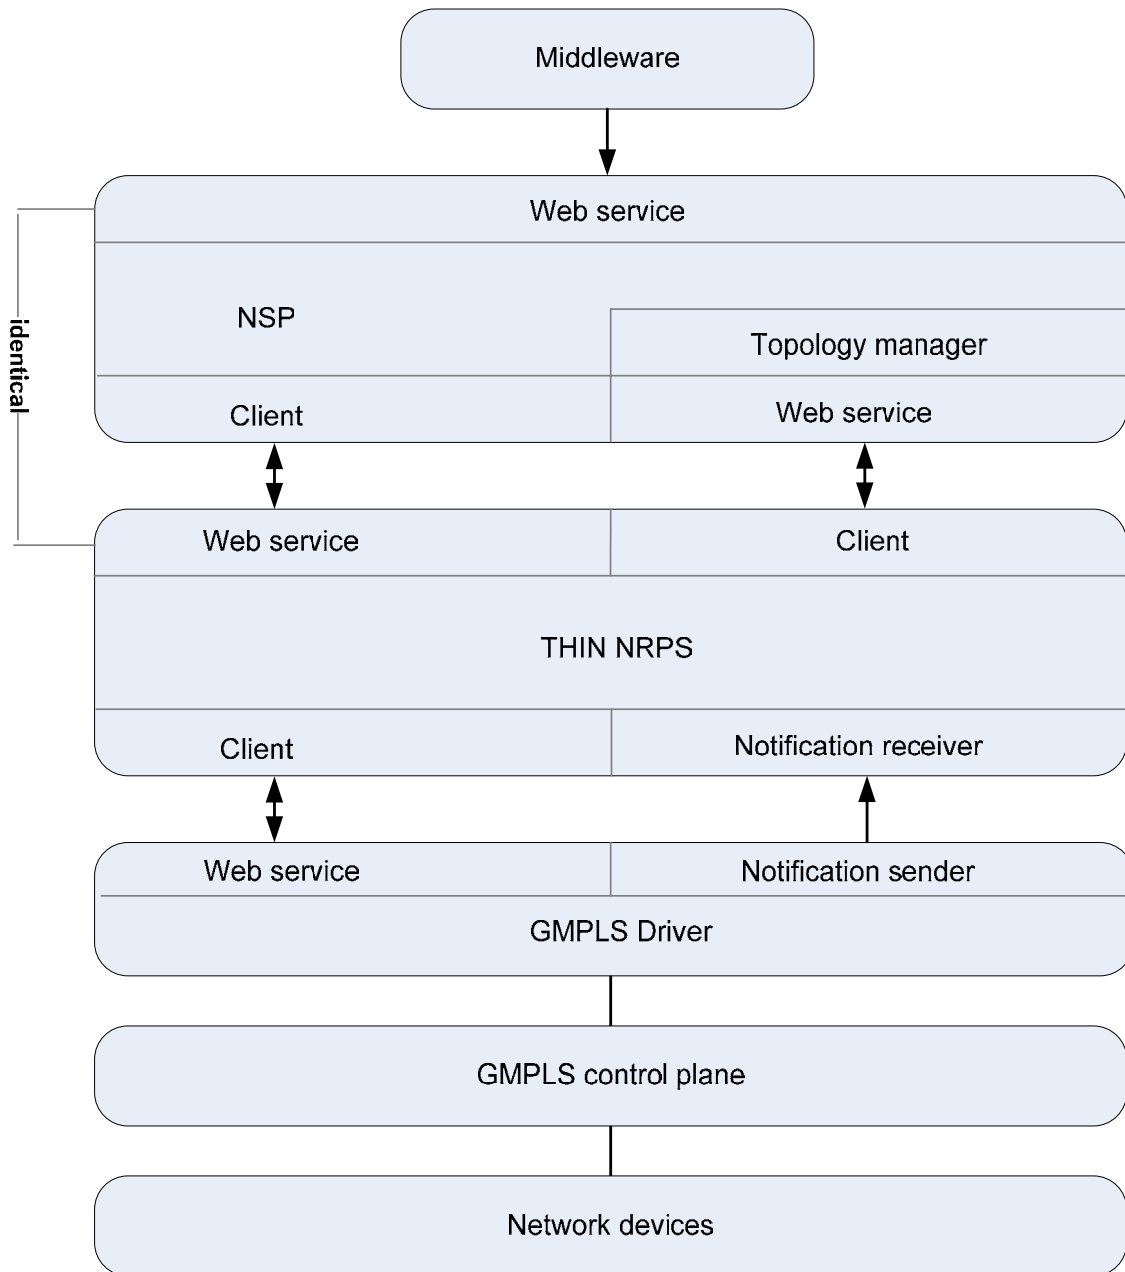 Middleware
Web service
NSP
Topology manager
identical
Client
Web service
Web service
Client
THIN NRPS
Client
Notification receiver
Web service
Notification sender
GMPLS Driver
GMPLS control plane
Network devices